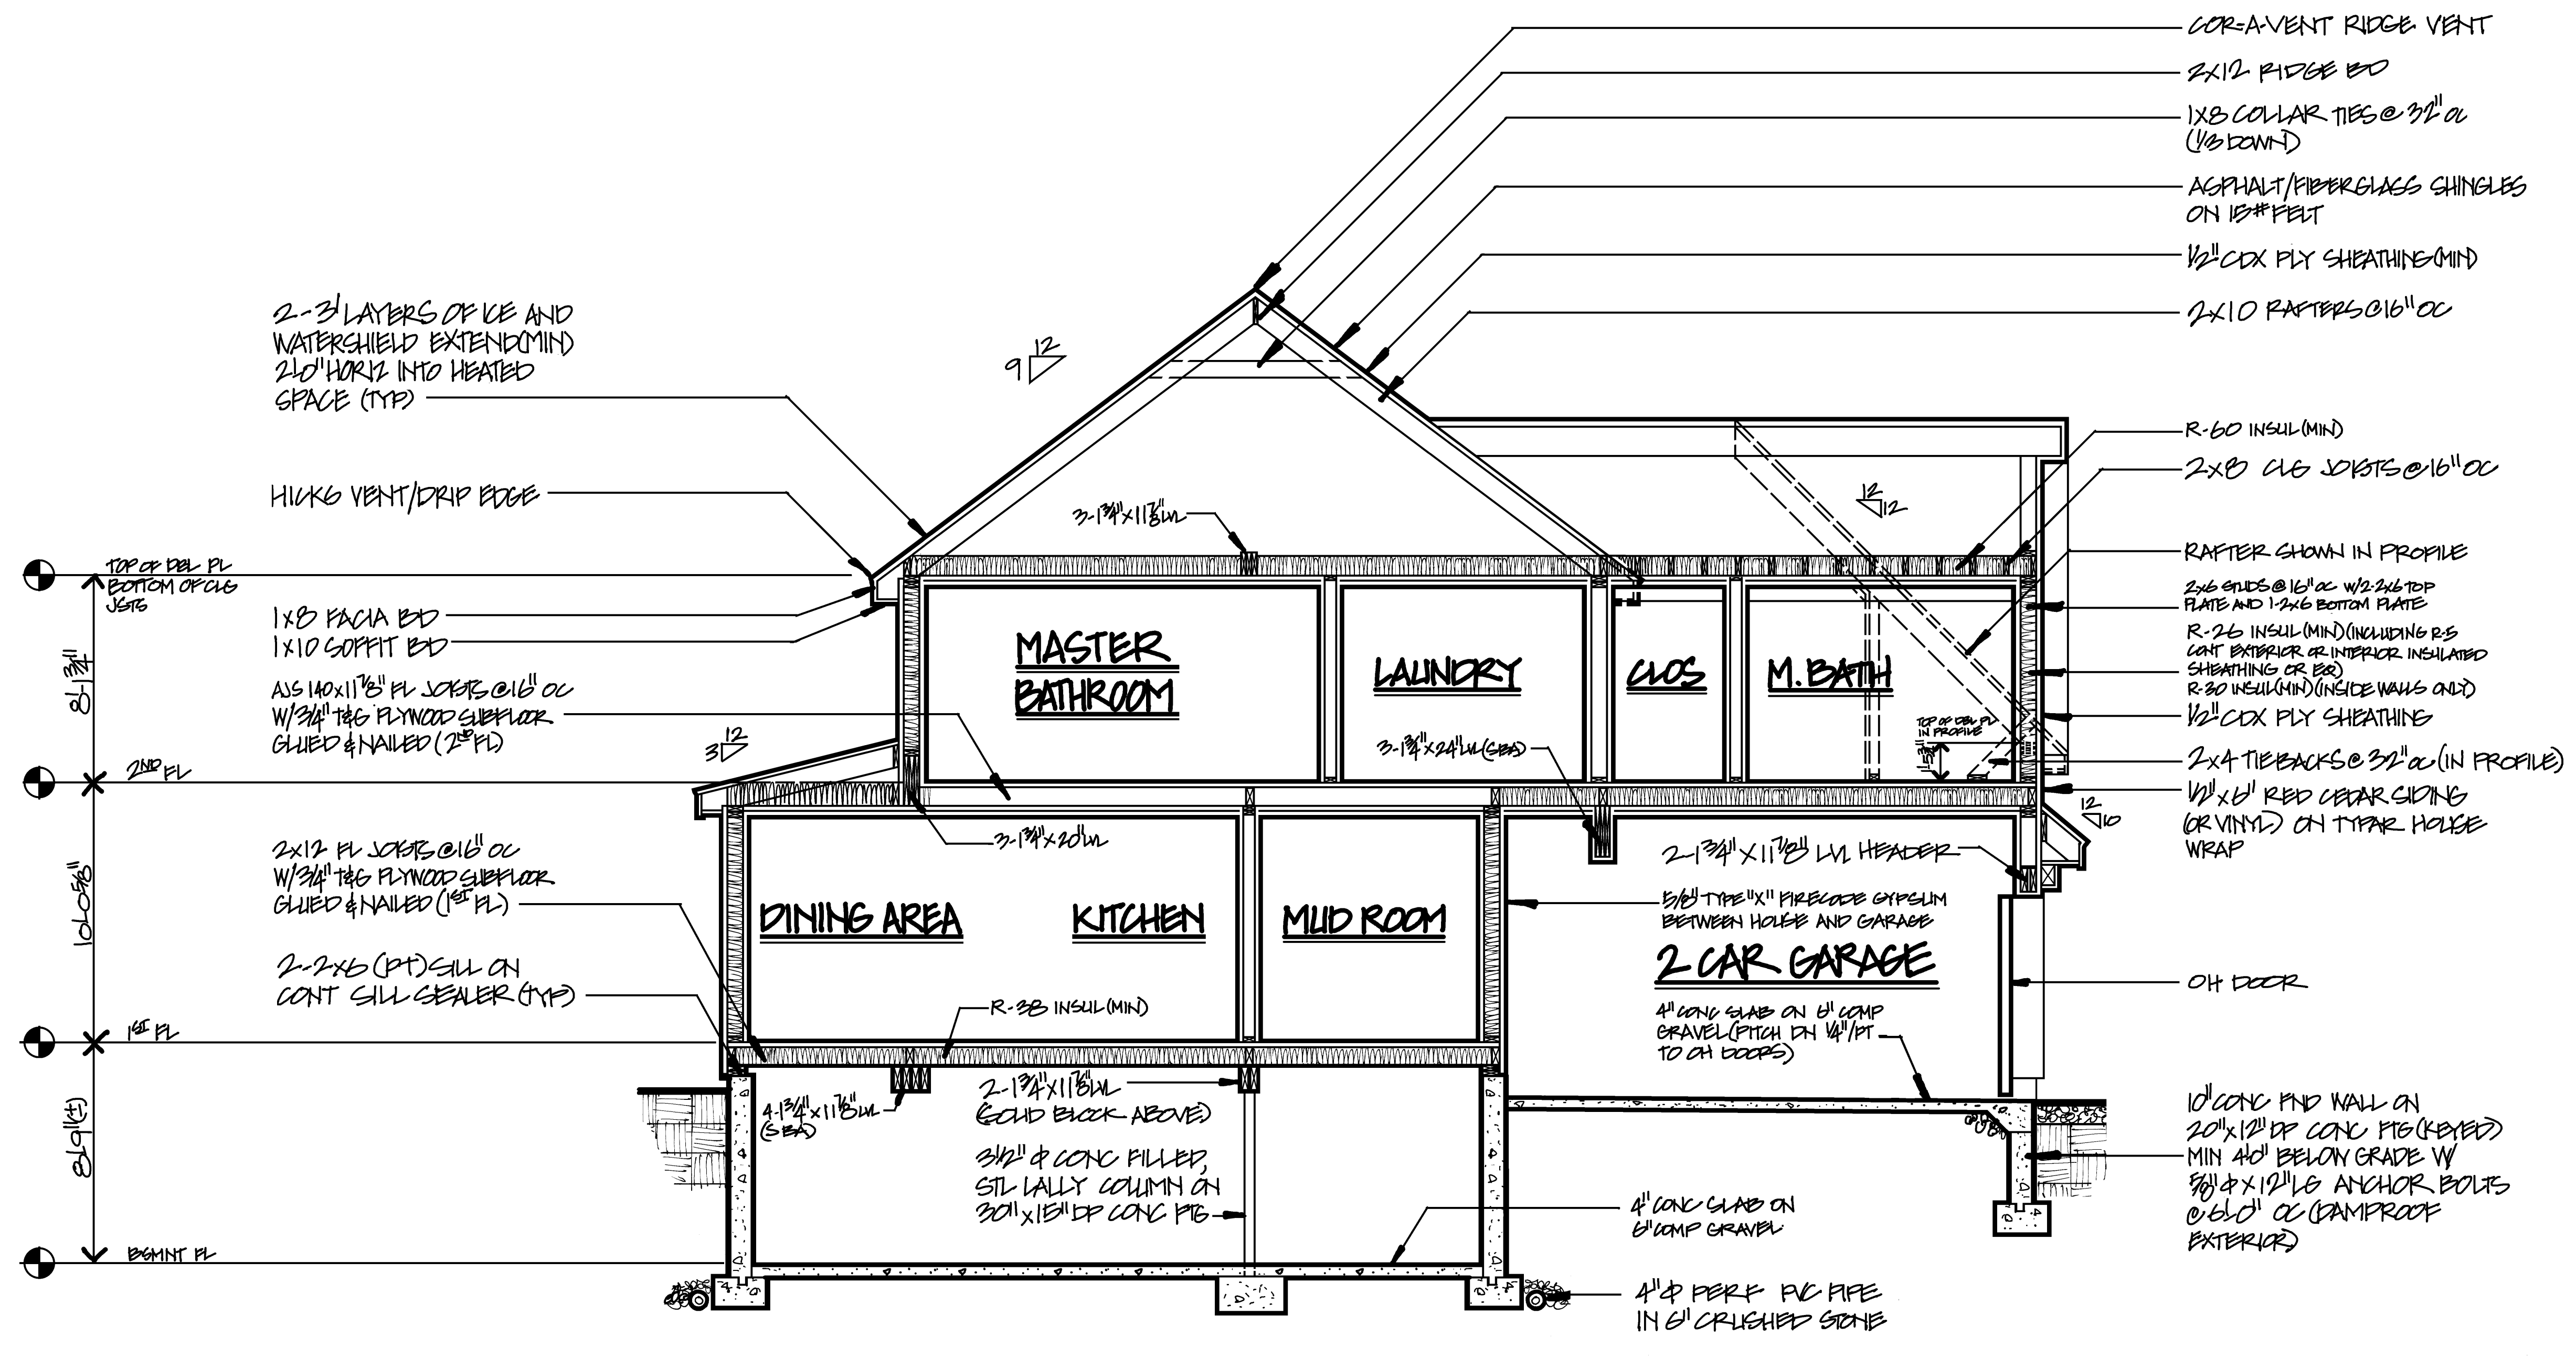 COR-A-VENT RIDGE VENT
2X12 RIDGE BD
1X8 COLLAR TIES @ 32" OC
(1/3 DOWN)
ASPHALT/FIBERGLASS SHINGLES
ON 15# FELT
1/2" CDX PLY SHEATHING(MIN)
2X10 RAFTERS @ 16" OC
2-3' LAYERS OF ICE AND
WATERSHIELD EXTEND(MIN)
2'-0" HORIZ INTO HEATED
SPACE (TYP)
12
9
HICKS VENT/DRIP EDGE
R-60 INSUL(MIN)
2X8 CLG JOISTS @ 16" OC
12
12
3-1 3/4"X11 7/8" LVL
RAFTER SHOWN IN PROFILE
TOP OF DBL PL
BOTTOM OF CLG
JSTS
2X6 STUDS @ 16" OC W/2-2X6 TOP
PLATE AND 1-2X6 BOTTOM PLATE
1X8 FACIA BD
1X10 SOFFIT BD
R-26 INSUL(MIN)(INCLUDING R-5
CONT EXTERIOR OR INTERIOR INSULATED
SHEATHING OR EQ)
R-30 INSUL(MIN)(INSIDE WALLS ONLY)
8'-1 3/4"
MASTER
BATHROOM
LAUNDRY
CLOS
M. BATH
AJS 140X11 7/8" FL JOISTS @ 16" OC
W/3/4" T&G PLYWOOD SUBFLOOR
GLUED & NAILED (2ND FL)
1/2" CDX PLY SHEATHING
12
3
3-1 3/4"X24" LVL(SBA)
TOP OF DBL PL
IN PROFILE
1'-5 3/4"
2X4 TIEBACKS @ 32" OC (IN PROFILE)
2ND FL
1/2"X6" RED CEDAR SIDING
(OR VINYL) ON TYPAR HOUSE
WRAP
12
10
3-1 3/4"X20" LVL
2-1 3/4"X11 7/8" LVL HEADER
2X12 FL JOISTS @ 16" OC
W/3/4" T&G PLYWOOD SUBFLOOR
GLUED & NAILED (1ST FL)
10'-0 5/8"
5/8" TYPE "X" FIRECODE GYPSUM
BETWEEN HOUSE AND GARAGE
DINING AREA
KITCHEN
MUD ROOM
2 CAR GARAGE
2-2X6 (PT) SILL ON
CONT SILL SEALER (TYP)
OH DOOR
R-38 INSUL(MIN)
4" CONC SLAB ON 6" COMP
GRAVEL(PITCH DN 1/4"/FT
TO OH DOORS)
1ST FL
4-1 3/4"X11 7/8" LVL
(SBA)
2-1 3/4"X11 7/8" LVL
(SOLID BLOCK ABOVE)
8'-9"(±)
3 1/2" Φ CONC FILLED,
STL LALLY COLUMN ON
30"X15" DP CONC FTG
10" CONC FND WALL ON
20"X12" DP CONC FTG (KEYED)
MIN 4'-0" BELOW GRADE W/
5/8" Φ X 12" LG ANCHOR BOLTS
@ 6'-0" OC (DAMPROOF
EXTERIOR)
4" CONC SLAB ON
6" COMP GRAVEL
BSMNT FL
4" Φ PERF PVC PIPE
IN 6" CRUSHED STONE